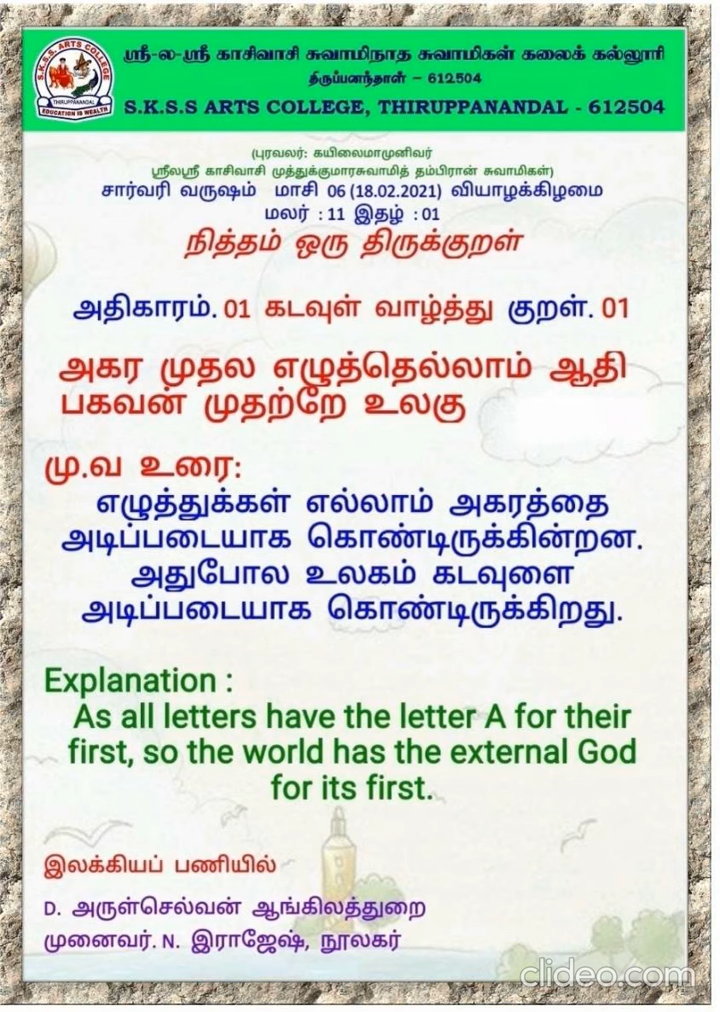 ஸ்ரீ-ல-ஸ்ரீ காசிவாசி சுவாமிநாத சுவாமிகள் கலைக் கல்லூரி
திருப்பனந்தாள் – 612504
S.K.S.S ARTS COLLEGE, THIRUPPANANDAL - 612504
S.K.S.S. ARTS COLLEGE
THIRUPPANANDAL
EDUCATION IS WEALTH
(புரவலர்: கயிலைமாமுனிவர்
ஸ்ரீலஸ்ரீ காசிவாசி முத்துக்குமாரசுவாமித் தம்பிரான் சுவாமிகள்)
சார்வரி வருஷம் மாசி 06 (18.02.2021) வியாழக்கிழமை
மலர் : 11 இதழ் : 01
நித்தம் ஒரு திருக்குறள்
அதிகாரம். 01 கடவுள் வாழ்த்து குறள். 01
அகர முதல எழுத்தெல்லாம் ஆதி
பகவன் முதற்றே உலகு
மு.வ உரை:
எழுத்துக்கள் எல்லாம் அகரத்தை
அடிப்படையாக கொண்டிருக்கின்றன.
அதுபோல உலகம் கடவுளை
அடிப்படையாக கொண்டிருக்கிறது.
Explanation :
As all letters have the letter A for their
first, so the world has the external God
for its first.
இலக்கியப் பணியில்
D. அருள்செல்வன் ஆங்கிலத்துறை
முனைவர். N. இராஜேஷ், நூலகர்
clideo.com